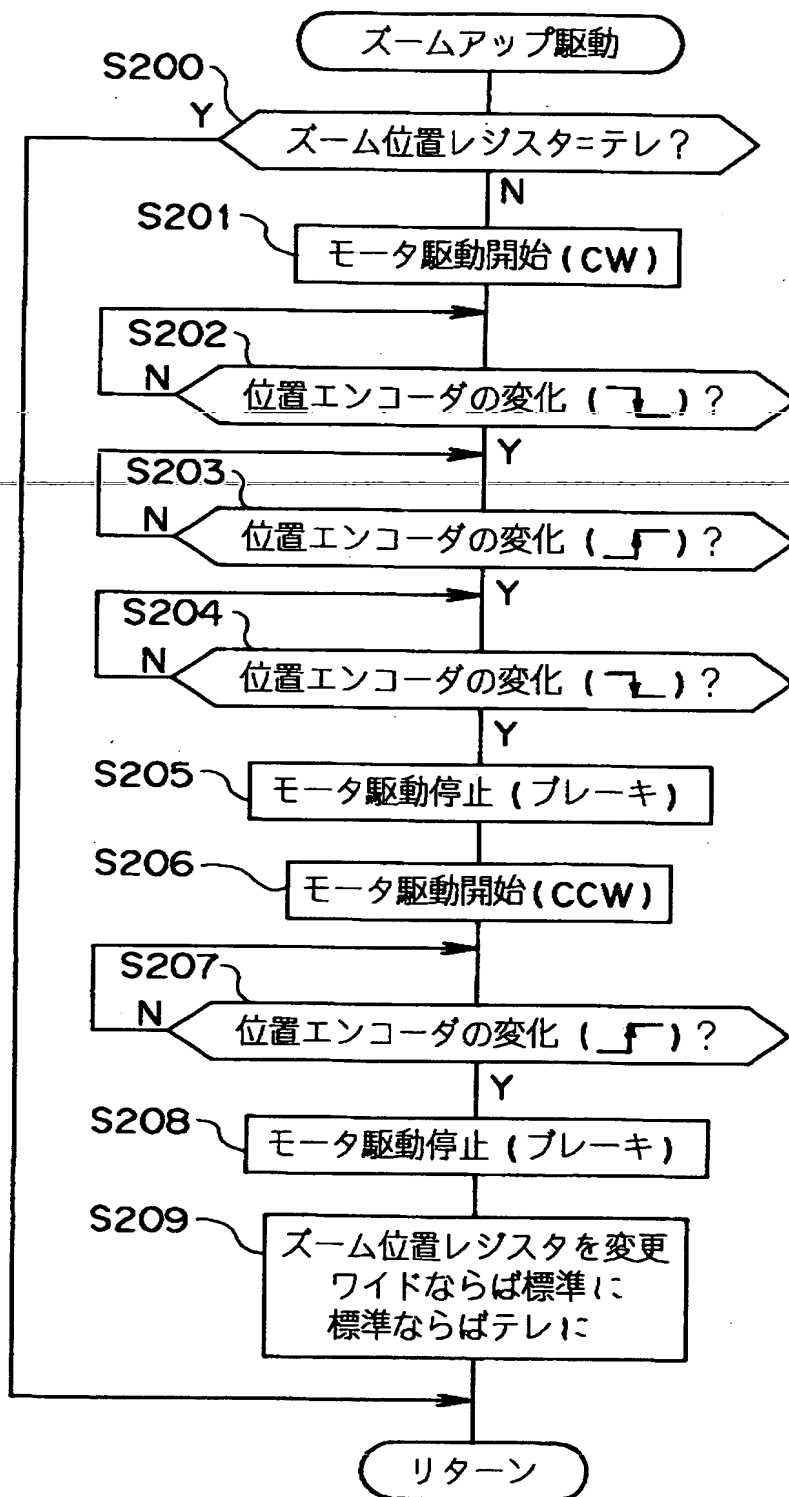 ズームアップ駆動
S200
Y
ズーム位置レジスタ=テレ?
N
S201
モータ駆動開始(CW)
S202
N
位置エンコーダの変化 ( )?
Y
S203
N
位置エンコーダの変化 ( )?
Y
S204
N
位置エンコーダの変化 ( )?
Y
S205
モータ駆動停止(ブレーキ)
S206
モータ駆動開始(CCW)
S207
N
位置エンコーダの変化 ( )?
Y
S208
モータ駆動停止(ブレーキ)
S209
ズーム位置レジスタを変更
ワイドならば標準に
標準ならばテレに
リターン